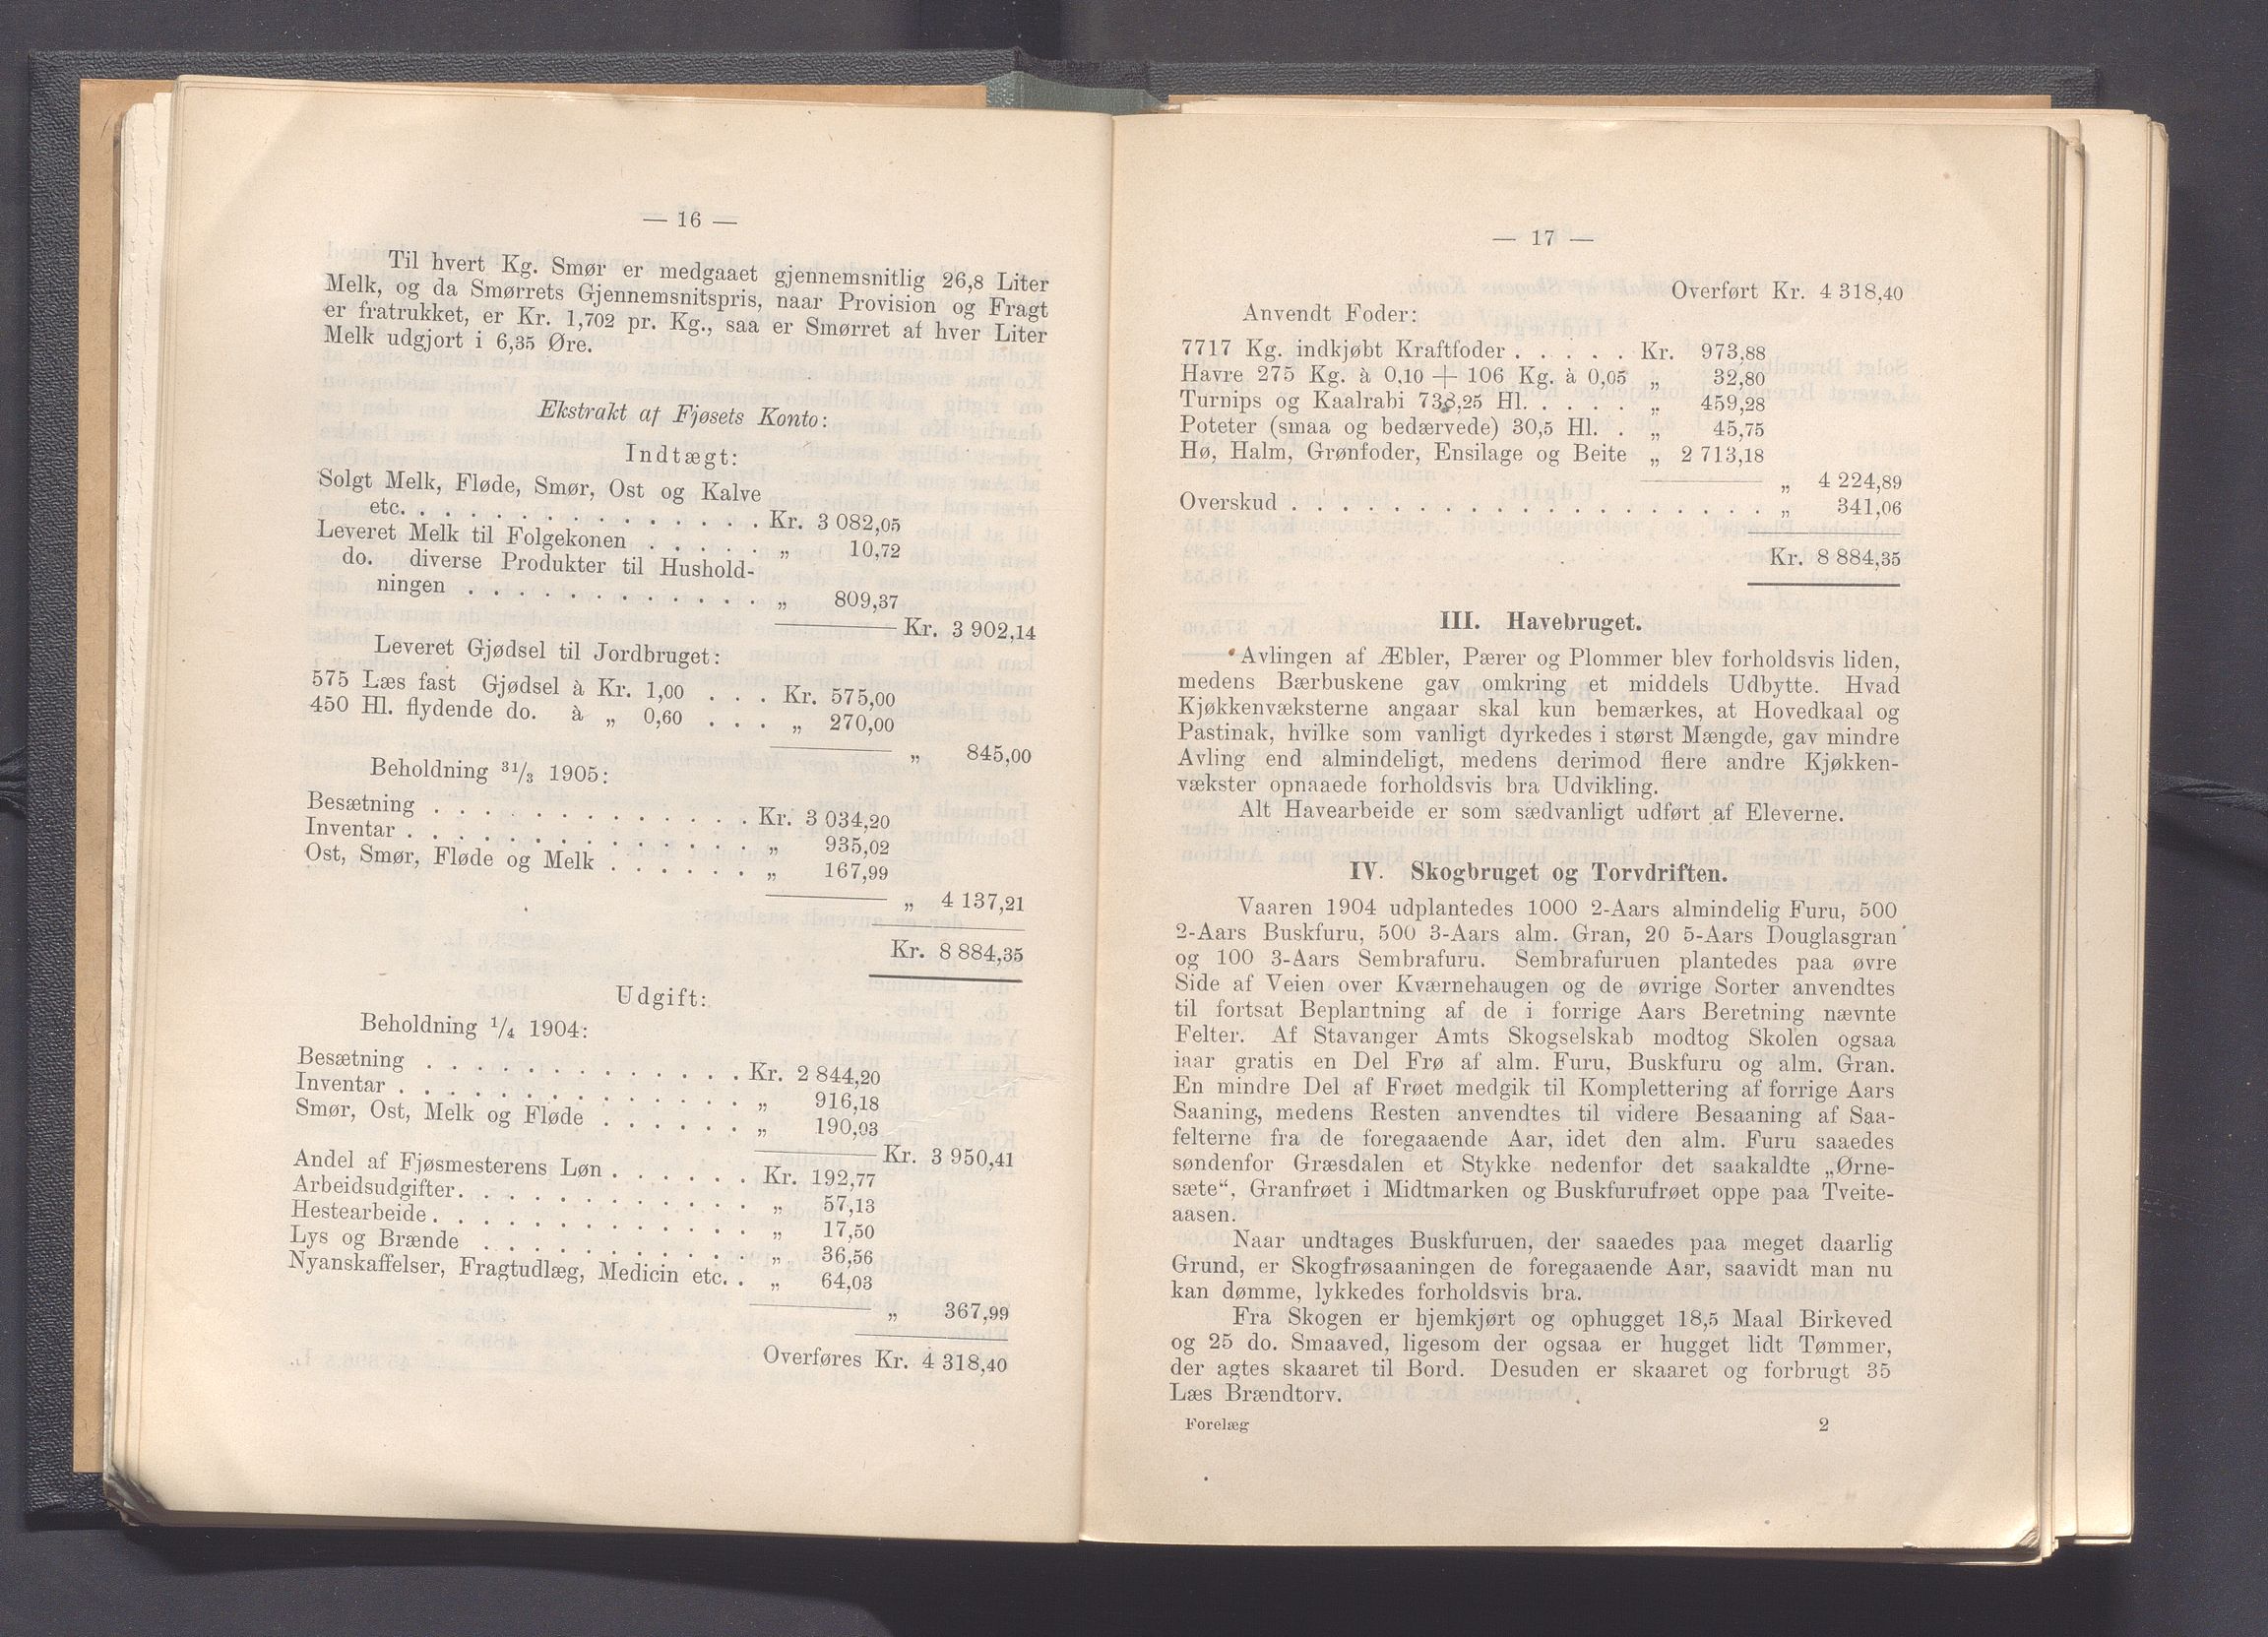 — 16 —
Til hvert Kg. Smør er medgaaet gjennemsnitlig 26,8 Liter
Melk, og da Smørrets Gjennemsnitspris, naar Provision og Fragt
er fratrukket, er Kr. 1,702 pr. Kg., saa er Smørret af hver Liter
Melk udgjort i 6,35 Øre.
Ekstrakt af Fjøsets Konto:
Indtægt:
Solgt Melk, Fløde, Smør, Ost og Kalve
etc. . . . . . . . . . . . . . . Kr. 3 082,05
Leveret Melk til Folgekonen . . . . . „ 10,72
do. diverse Produkter til Hushold-
ningen . . . . . . . . . . . . „ 809,37
Kr. 3 902,14
Leveret Gjødsel til Jordbruget:
575 Læs fast Gjødsel à Kr. 1,00 . . . Kr. 575,00
450 Hl. flydende do. à „ 0,60 . . . „ 270,00
„ 845,00
Beholdning 31/3 1905:
Besætning . . . . . . . . . . . . . Kr. 3 034,20
Inventar . . . . . . . . . . . . . . „ 935,02
Ost, Smør, Fløde og Melk . . . . . . „ 167,99
„ 4 137,21
Kr. 8 884,35
Udgift:
Beholdning 1/4 1904:
Besætning . . . . . . . . . . . . . Kr. 2 844,20
Inventar . . . . . . . . . . . . . . „ 916,18
Smør, Ost, Melk og Fløde . . . . . . „ 190,03
Kr. 3 950,41
Andel af Fjøsmesterens Løn . . . . . . Kr. 192,77
Arbeidsudgifter. . . . . . . . . . . . „ 57,13
Hestearbeide . . . . . . . . . . . . . „ 17,50
Lys og Brænde . . . . . . . . . . . „ 36,56
Nyanskaffelser, Fragtudlæg, Medicin etc. . „ 64,03
„ 367,99
Overføres Kr. 4 318,40
— 17 —
Overført Kr. 4 318,40
Anvendt Foder:
7717 Kg. indkjøbt Kraftfoder . . . . . Kr. 973,88
Havre 275 Kg. à 0,10 + 106 Kg. à 0,05 „ 32,80
Turnips og Kaalrabi 738,25 Hl. . . . . „ 459,28
Poteter (smaa og bedærvede) 30,5 Hl. . „ 45,75
Hø, Halm, Grønfoder, Ensilage og Beite „ 2 713,18
„ 4 224,89
Overskud . . . . . . . . . . . . . . . . . . . . „ 341,06
Kr. 8 884,35
III. Havebruget.
Avlingen af Æbler, Pærer og Plommer blev forholdsvis liden,
medens Bærbuskene gav omkring et middels Udbytte. Hvad
Kjøkkenvæksterne angaar skal kun bemærkes, at Hovedkaal og
Pastinak, hvilke som vanligt dyrkedes i størst Mængde, gav mindre
Avling end almindeligt, medens derimod flere andre Kjøkken-
vækster opnaaede forholdsvis bra Udvikling.
Alt Havearbeide er som sædvanligt udført af Eleverne.
IV. Skogbruget og Torvdriften.
Vaaren 1904 udplantedes 1000 2-Aars almindelig Furu, 500
2-Aars Buskfuru, 500 3-Aars alm. Gran, 20 5-Aars Douglasgran
og 100 3-Aars Sembrafuru. Sembrafuruen plantedes paa øvre
Side af Veien over Kværnehaugen og de øvrige Sorter anvendtes
til fortsat Beplantning af de i forrige Aars Beretning nævnte
Felter. Af Stavanger Amts Skogselskab modtog Skolen ogsaa
iaar gratis en Del Frø af alm. Furu, Buskfuru og alm. Gran.
En mindre Del af Frøet medgik til Komplettering af forrige Aars
Saaning, medens Resten anvendtes til videre Besaaning af Saa-
felterne fra de foregaaende Aar, idet den alm. Furu saaedes
søndenfor Græsdalen et Stykke nedenfor det saakaldte „Ørne-
sæte“, Granfrøet i Midtmarken og Buskfurufrøet oppe paa Tveite-
aasen.
Naar undtages Buskfuruen, der saaedes paa meget daarlig
Grund, er Skogfrøsaaningen de foregaaende Aar, saavidt man nu
kan dømme, lykkedes forholdsvis bra.
Fra Skogen er hjemkjørt og ophugget 18,5 Maal Birkeved
og 25 do. Smaaved, ligesom der ogsaa er hugget lidt Tømmer,
der agtes skaaret til Bord. Desuden er skaaret og forbrugt 35
Læs Brændtorv.
Forelæg 2